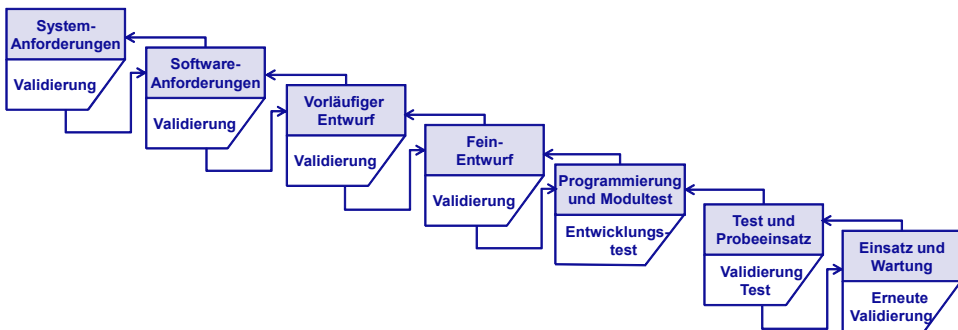 System-
Anforderungen
Validierung
Software-
Anforderungen
Validierung
Vorläufiger
Entwurf
Validierung
Fein-
Entwurf
Validierung
Programmierung
und Modultest
Entwicklungs-
test
Test und
Probeeinsatz
Validierung
Test
Einsatz und
Wartung
Erneute
Validierung